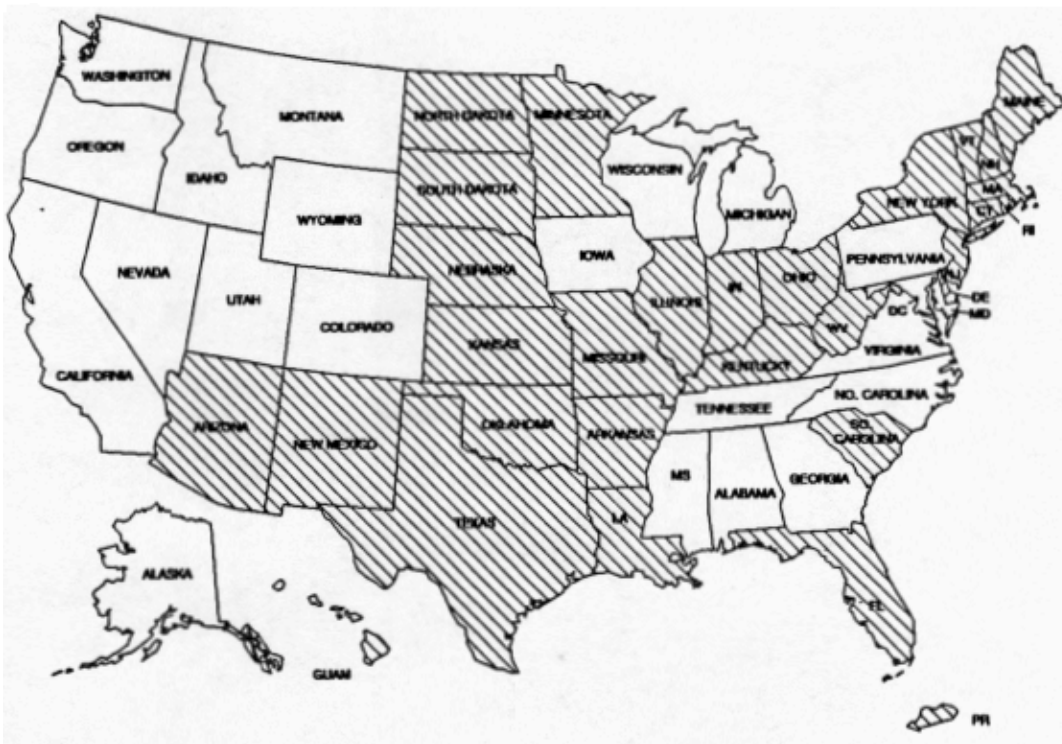 WASHINGTON
OREGON
IDAHO
MONTANA
WYOMING
NEVADA
UTAH
COLORADO
CALIFORNIA
ARIZONA
NEW MEXICO
NORTH DAKOTA
SOUTH DAKOTA
NEBRASKA
KANSAS
OKLAHOMA
TEXAS
MINNESOTA
IOWA
MISSOURI
ARKANSAS
LA
WISCONSIN
ILLINOIS
MICHIGAN
IN
OHIO
KENTUCKY
TENNESSEE
MS
ALABAMA
GEORGIA
FL
SO.
CAROLINA
NO. CAROLINA
VIRGINIA
WV
DC
MD
DE
NJ
PENNSYLVANIA
NEW YORK
VT
NH
MAINE
MA
CT
RI
ALASKA
GUAM
PR